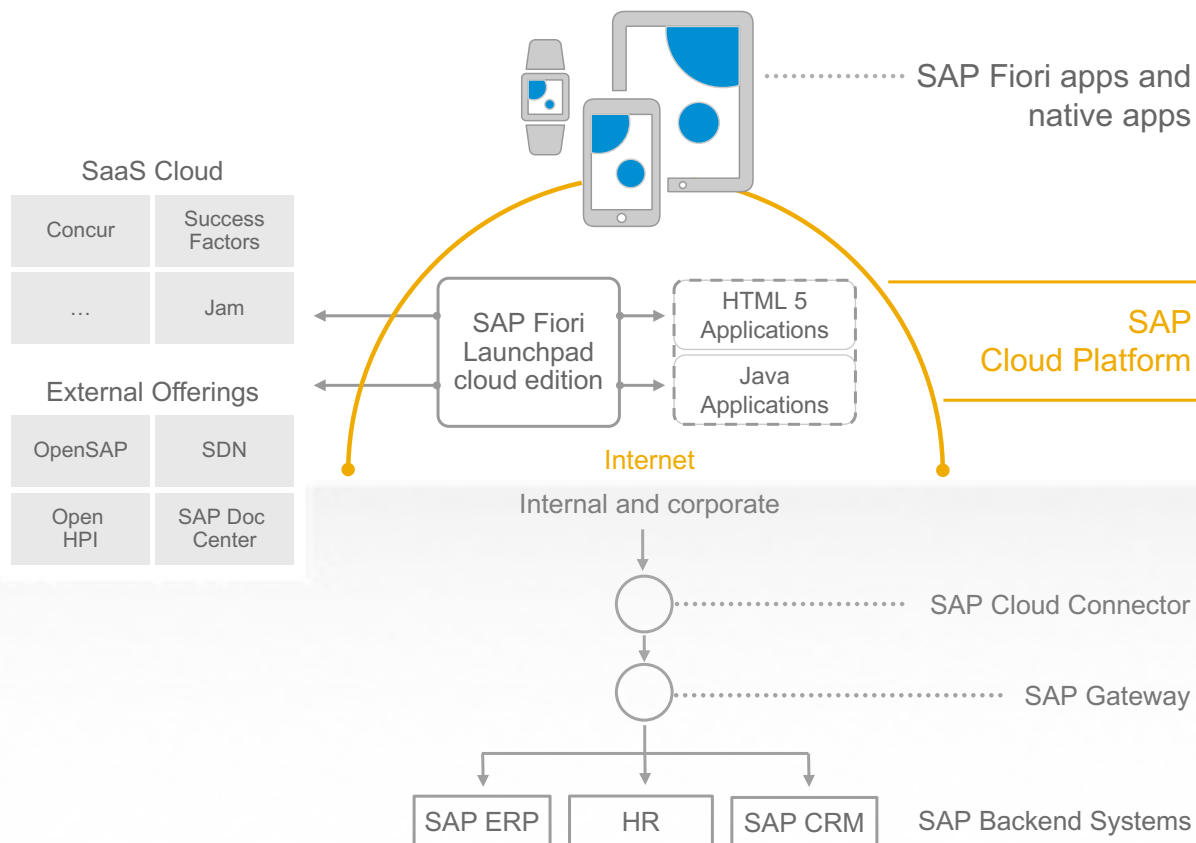 SAP Fiori apps and
native apps
SaaS Cloud
Concur
Success
Factors
…
Jam
External Offerings
OpenSAP
SDN
Open
HPI
SAP Doc
Center
SAP Fiori
Launchpad
cloud edition
HTML 5
Applications
Java
Applications
SAP
Cloud Platform
Internet
Internal and corporate
SAP Cloud Connector
SAP Gateway
SAP ERP
HR
SAP CRM
SAP Backend Systems